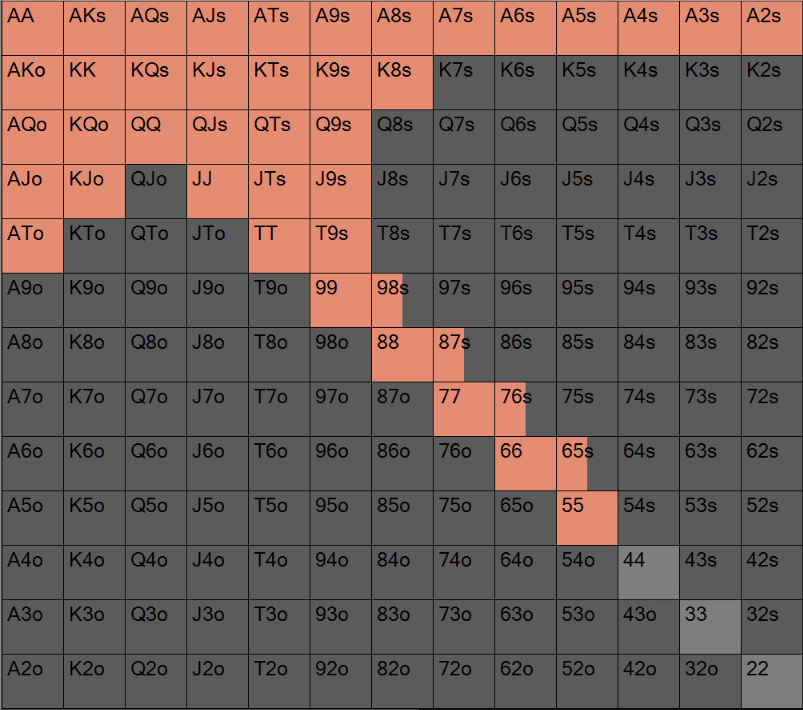 AA AKs AQs AJs ATs A9s A8s A7s A6s A5s A4s A3s A2s
AKo KK KQs KJs KTs K9s K8s K7s K6s K5s K4s K3s K2s
AQo KQo QQ QJs QTs Q9s Q8s Q7s Q6s Q5s Q4s Q3s Q2s
AJo KJo QJo JJ JTs J9s J8s J7s J6s J5s J4s J3s J2s
ATo KTo QTo JTo TT T9s T8s T7s T6s T5s T4s T3s T2s
A9o K9o Q9o J9o T9o 99 98s 97s 96s 95s 94s 93s 92s
A8o K8o Q8o J8o T8o 98o 88 87s 86s 85s 84s 83s 82s
A7o K7o Q7o J7o T7o 97o 87o 77 76s 75s 74s 73s 72s
A6o K6o Q6o J6o T6o 96o 86o 76o 66 65s 64s 63s 62s
A5o K5o Q5o J5o T5o 95o 85o 75o 65o 55 54s 53s 52s
A4o K4o Q4o J4o T4o 94o 84o 74o 64o 54o 44 43s 42s
A3o K3o Q3o J3o T3o 93o 83o 73o 63o 53o 43o 33 32s
A2o K2o Q2o J2o T2o 92o 82o 72o 62o 52o 42o 32o 22